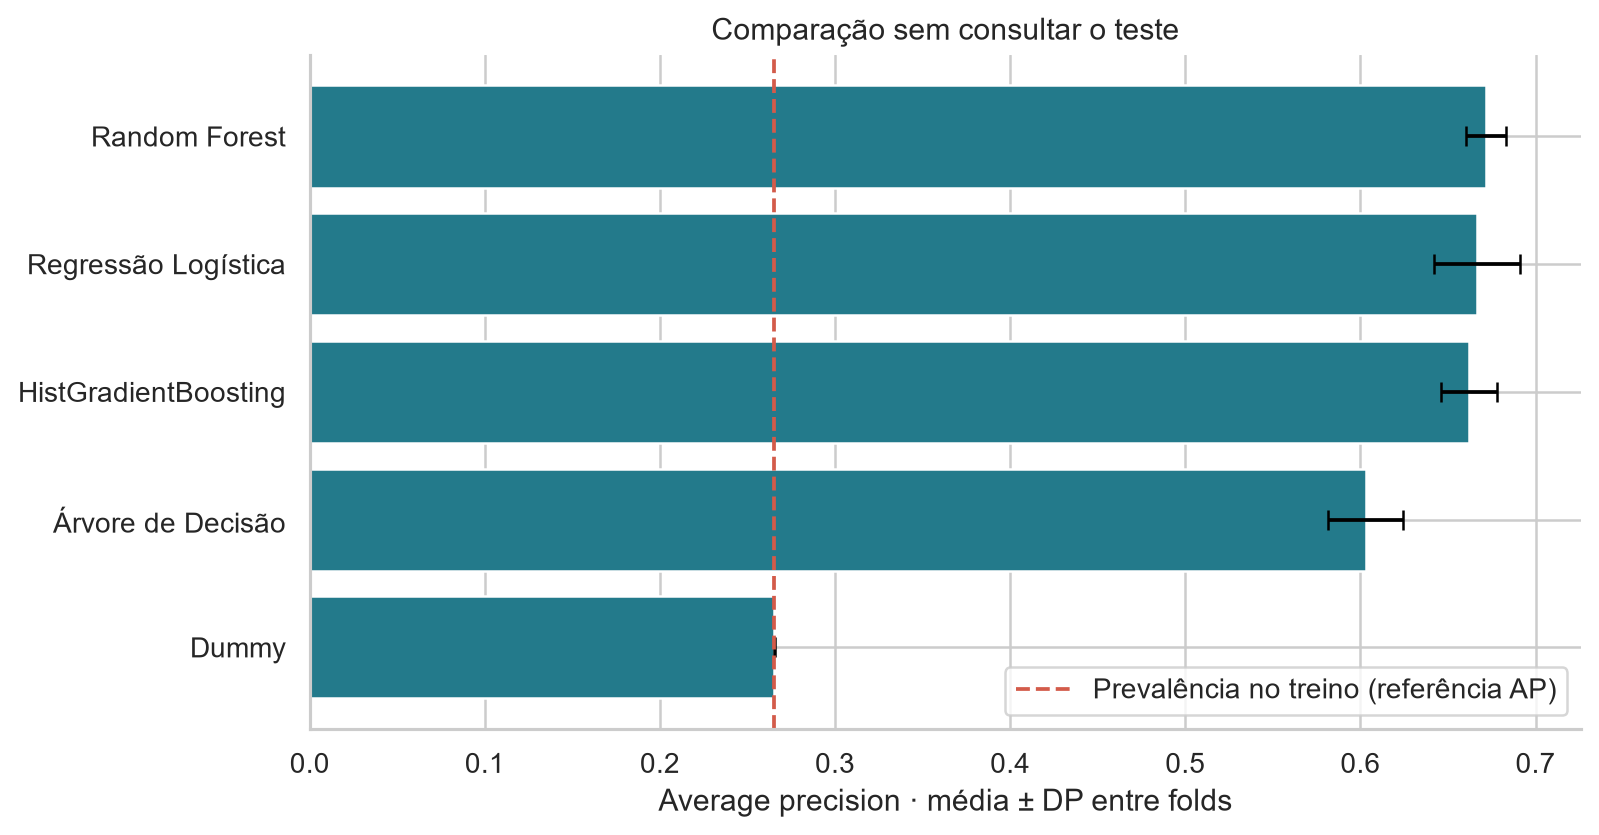 Comparação sem consultar o teste
Random Forest
Regressão Logística
HistGradientBoosting
Árvore de Decisão
Dummy
Prevalência no treino (referência AP)
0.0 0.1 0.2 0.3 0.4 0.5 0.6 0.7
Average precision · média ± DP entre folds